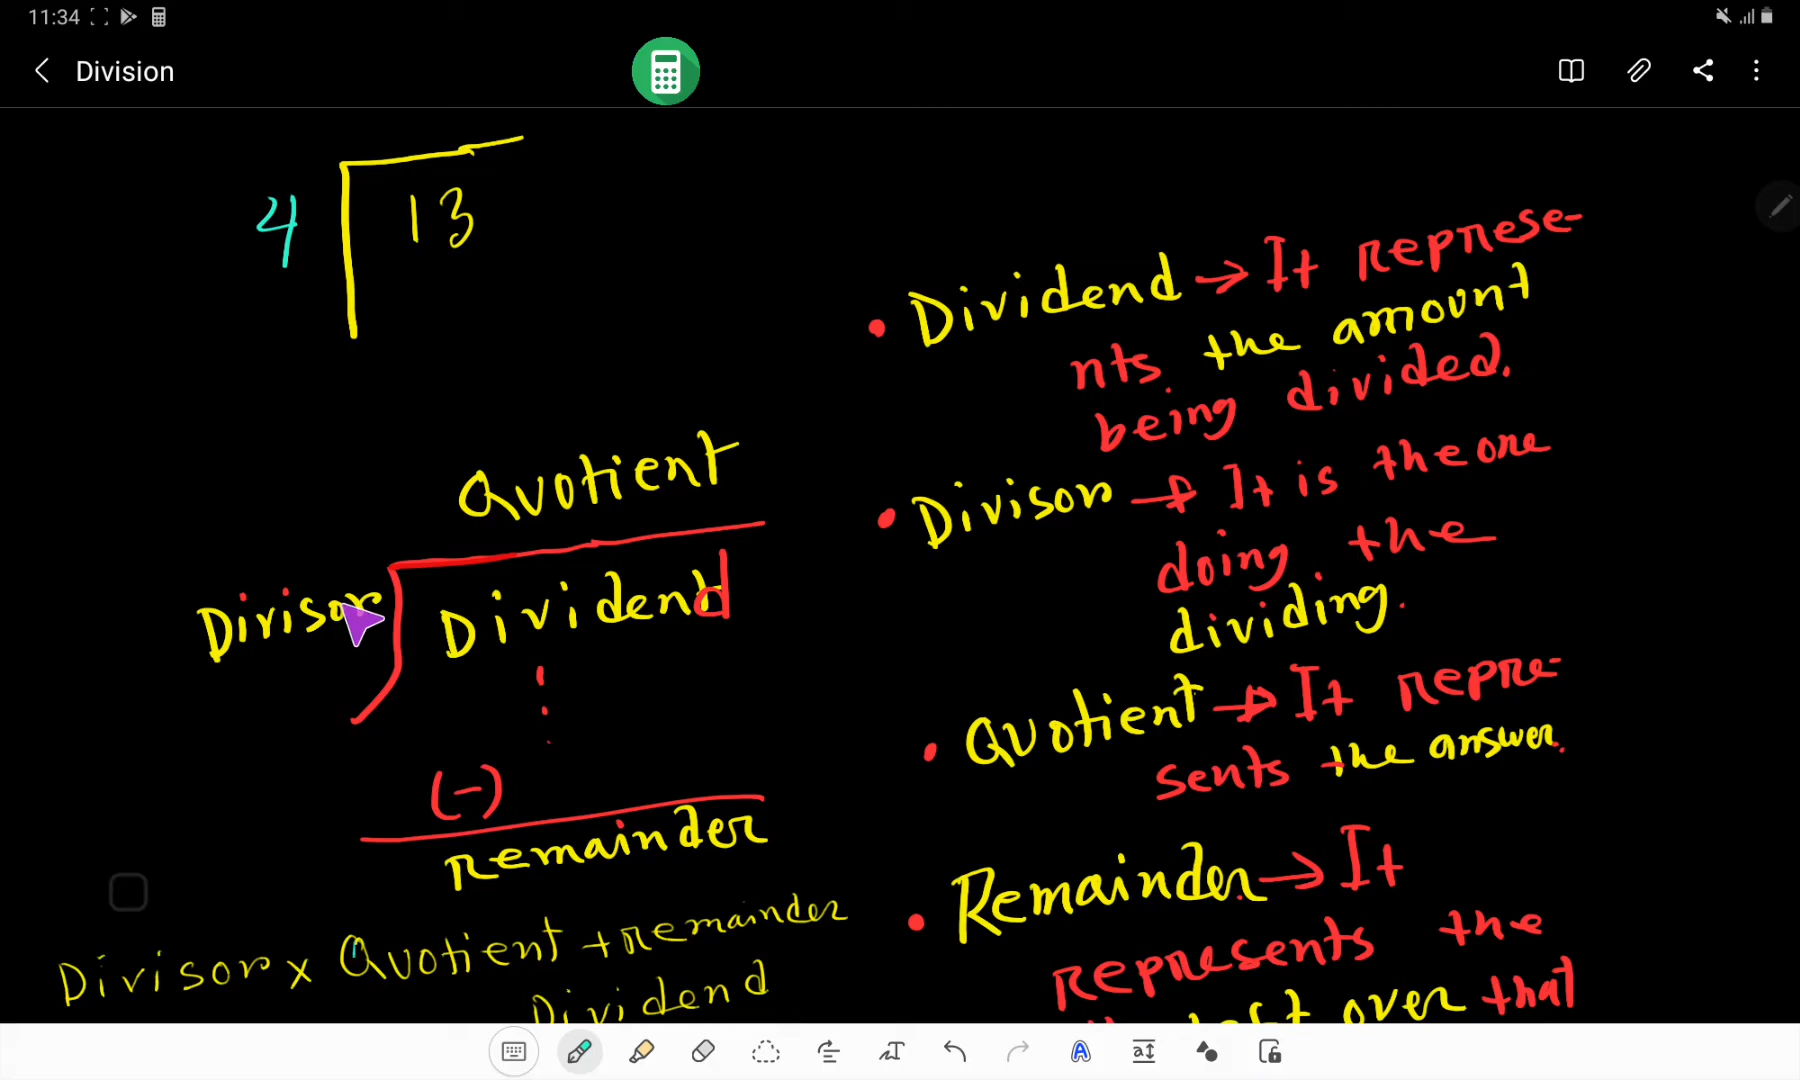 11:34
Division
4 13
Dividend → It represe-
nts the amount
being divided.
Divisor → It is the one
doing the
dividing.
Quotient → It repre-
sents the answer.
Remainder → It
represents the
over that
Quotient
Divisor Dividend
(-)
remainder
Divisor x Quotient + remainder
Dividend